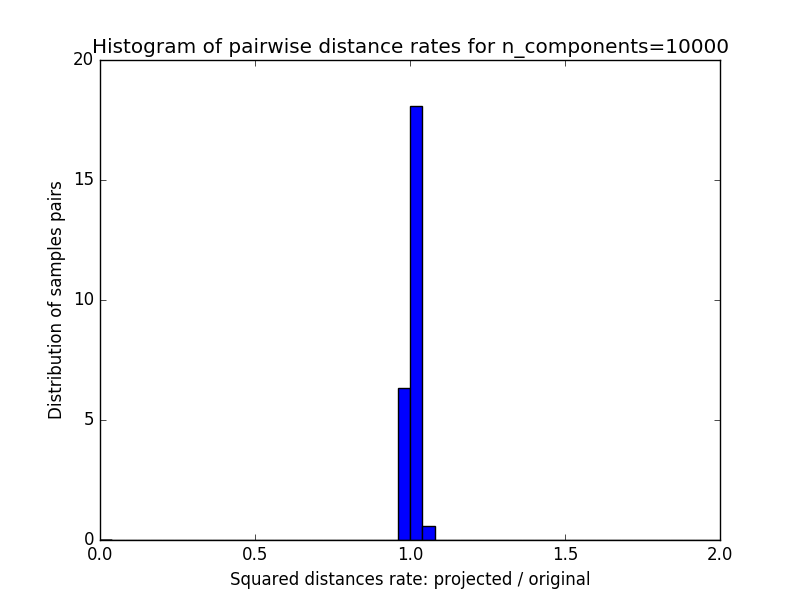 Histogram of pairwise distance rates for n_components=10000
20
15
10
5
0
0.0 0.5 1.0 1.5 2.0
Distribution of samples pairs
Squared distances rate: projected / original